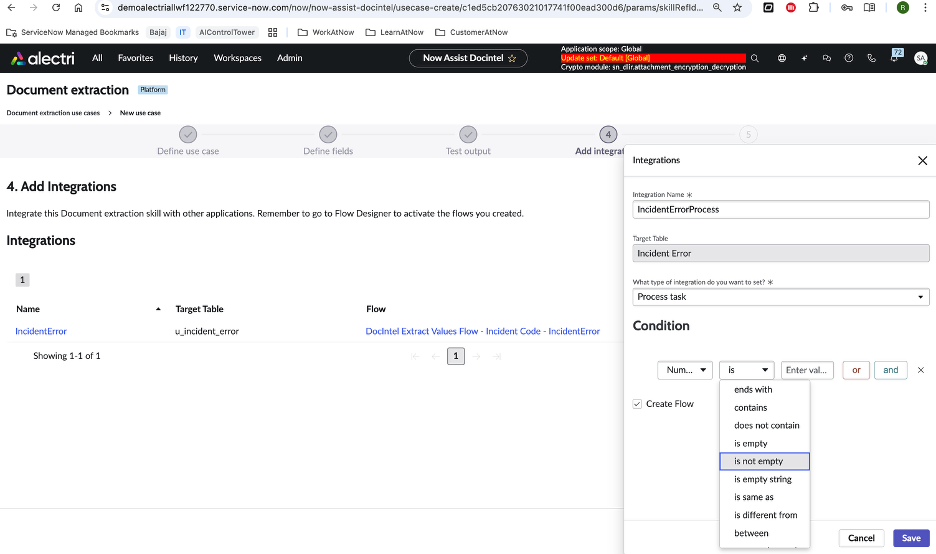 demoalectriallwf122770.service-now.com/now/now-assist-docintel/usecase-create/c1ed5cb20763021017741f00ead300d6/params/skillRefId...
ServiceNow Managed Bookmarks Bajaj IT AIControlTower WorkAtNow LearnAtNow CustomerAtNow
alectri All Favorites History Workspaces Admin Now Assist Docintel ☆
Application scope: Global
Update set: Default [Global]
Crypto module: sn_dlir.attachment_encryption_decryption
72
SA
B
Document extraction Platform
Document extraction use cases > New use case
Define use case
Define fields
Test output
4
Add integrat
5
4. Add Integrations
Integrate this Document extraction skill with other applications. Remember to go to Flow Designer to activate the flows you created.
Integrations
1
Name Target Table Flow
IncidentError u_incident_error DocIntel Extract Values Flow - Incident Code - IncidentError
Showing 1-1 of 1
1
Integrations
Integration Name ✳
IncidentErrorProcess
Target Table
Incident Error
What type of integration do you want to set? ✳
Process task
Condition
Num... is Enter val... or and
ends with
contains
does not contain
is empty
is not empty
is empty string
is same as
is different from
between
Create Flow
Cancel Save